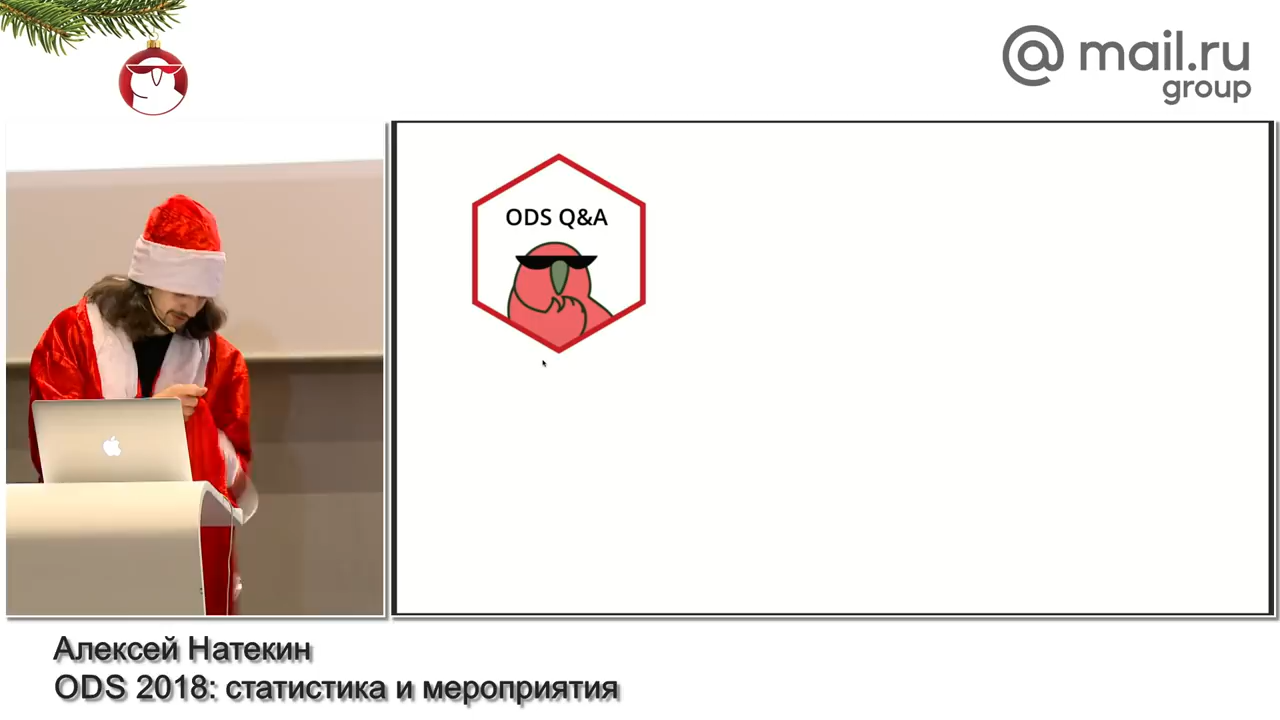 @ mail.ru
group
ODS Q&A
Алексей Натекин
ODS 2018: статистика и мероприятия